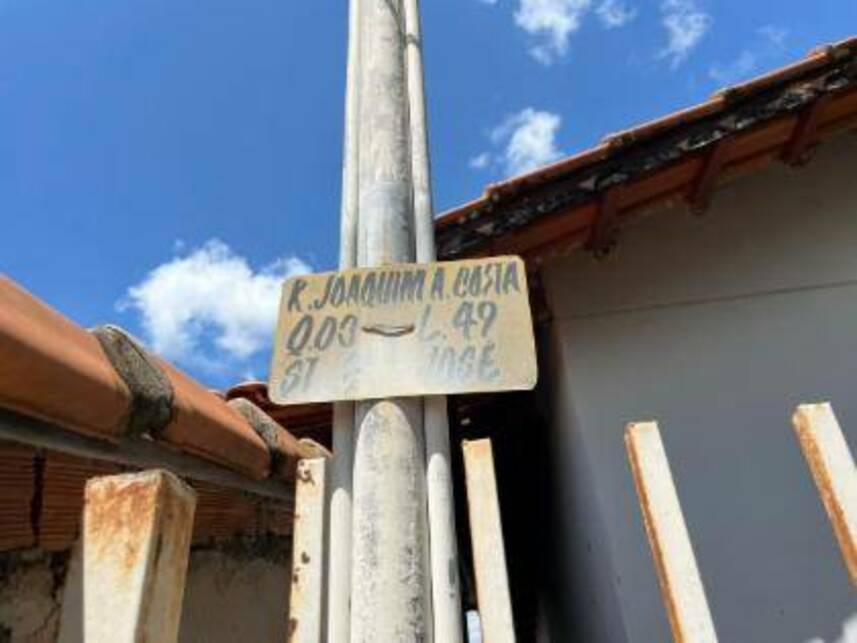 R. JOAQUIM A. COSTA
Q. 03 L. 49
ST JOSÉ